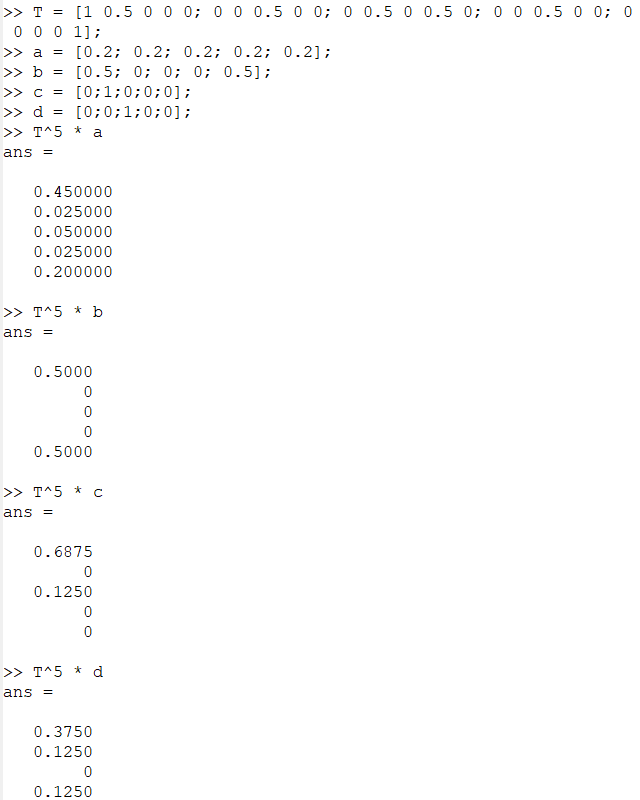 >> T = [1 0.5 0 0 0; 0 0 0.5 0 0; 0 0.5 0 0.5 0; 0 0 0.5 0 0; 0
 0 0 0 1];
>> a = [0.2; 0.2; 0.2; 0.2; 0.2];
>> b = [0.5; 0; 0; 0; 0.5];
>> c = [0;1;0;0;0];
>> d = [0;0;1;0;0];
>> T^5 * a
ans =
0.450000
0.025000
0.050000
0.025000
0.200000
>> T^5 * b
ans =
0.5000
0
0
0
0.5000
>> T^5 * c
ans =
0.6875
0
0.1250
0
0
>> T^5 * d
ans =
0.3750
0.1250
0
0.1250